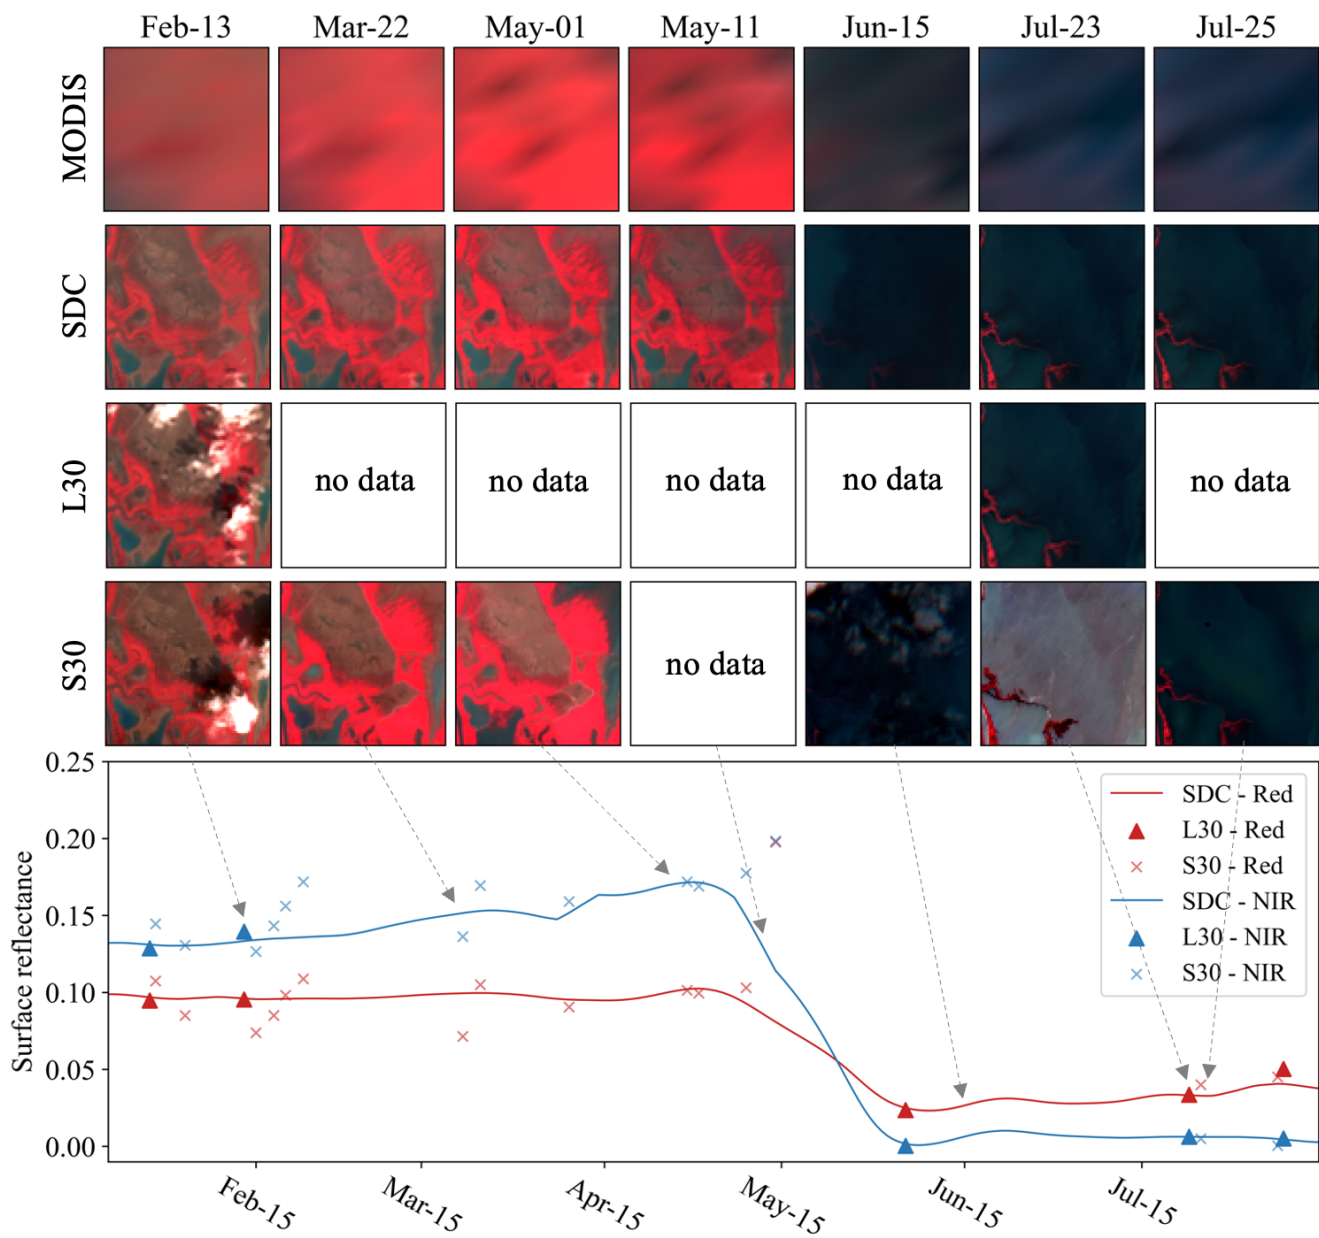 Feb-13 Mar-22 May-01 May-11 Jun-15 Jul-23 Jul-25
MODIS
SDC
L30
no data no data no data no data no data
S30
no data
0.25
0.20
0.15
0.10
0.05
0.00
Surface reflectance
SDC - Red
L30 - Red
S30 - Red
SDC - NIR
L30 - NIR
S30 - NIR
Feb-15 Mar-15 Apr-15 May-15 Jun-15 Jul-15